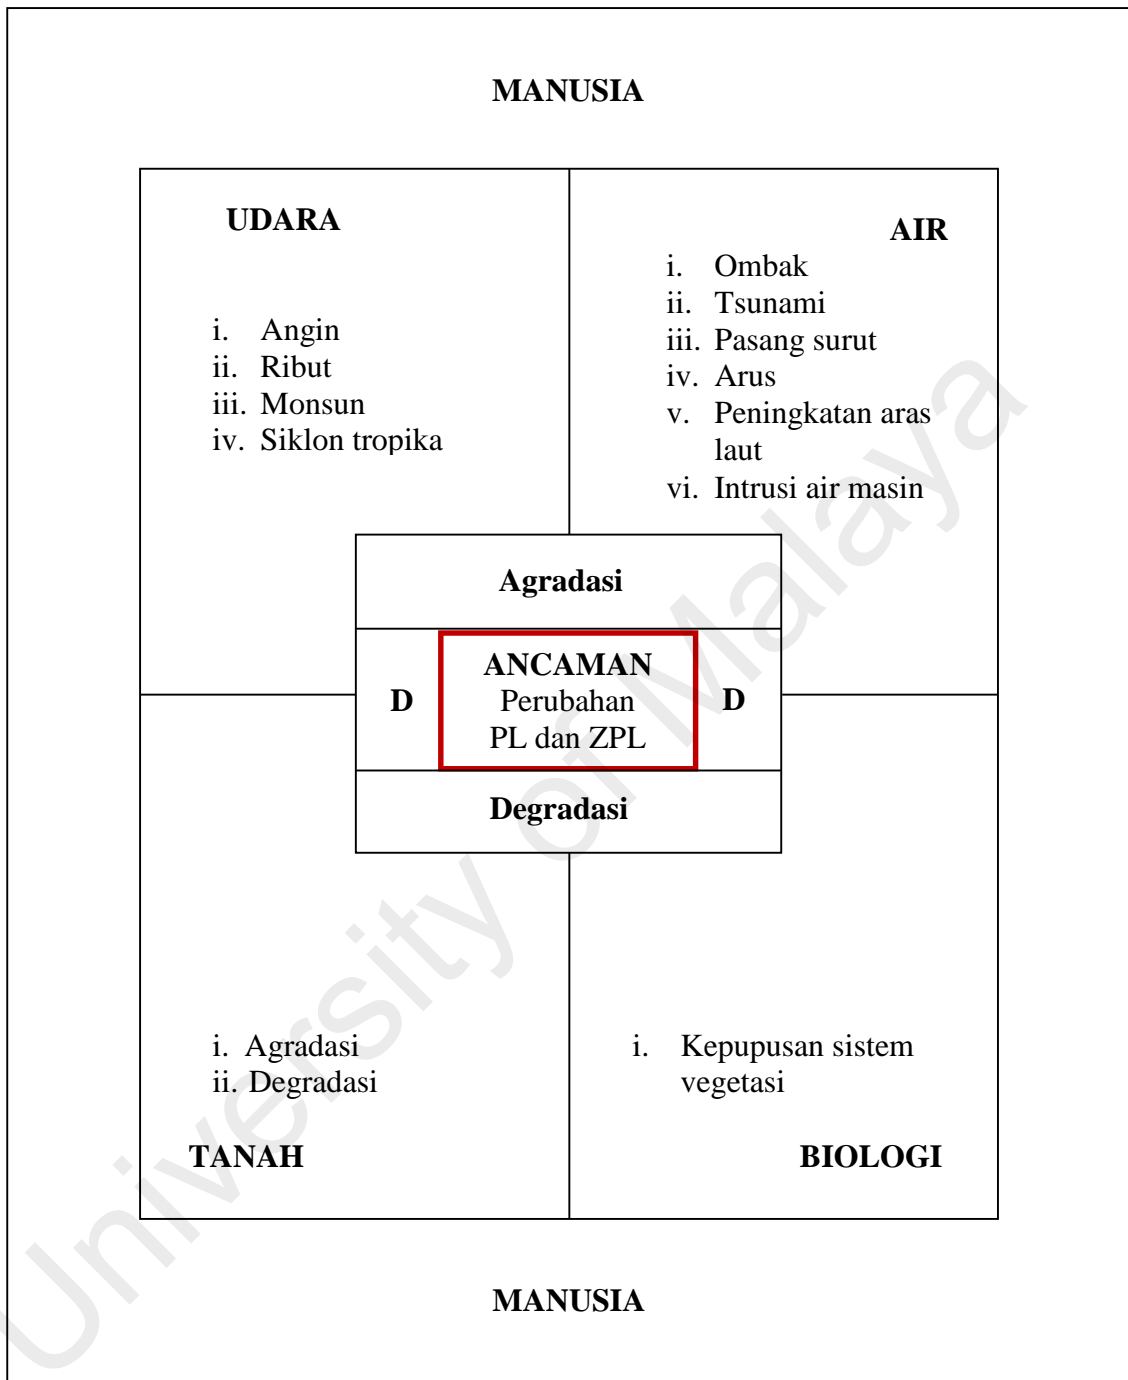 MANUSIA
UDARA
i. Angin
ii. Ribut
iii. Monsun
iv. Siklon tropika
AIR
i. Ombak
ii. Tsunami
iii. Pasang surut
iv. Arus
v. Peningkatan aras
laut
vi. Intrusi air masin
Agradasi
D
ANCAMAN
Perubahan
PL dan ZPL
D
Degradasi
i. Agradasi
ii. Degradasi
TANAH
i. Kepupusan sistem
vegetasi
BIOLOGI
MANUSIA
University of Malaya